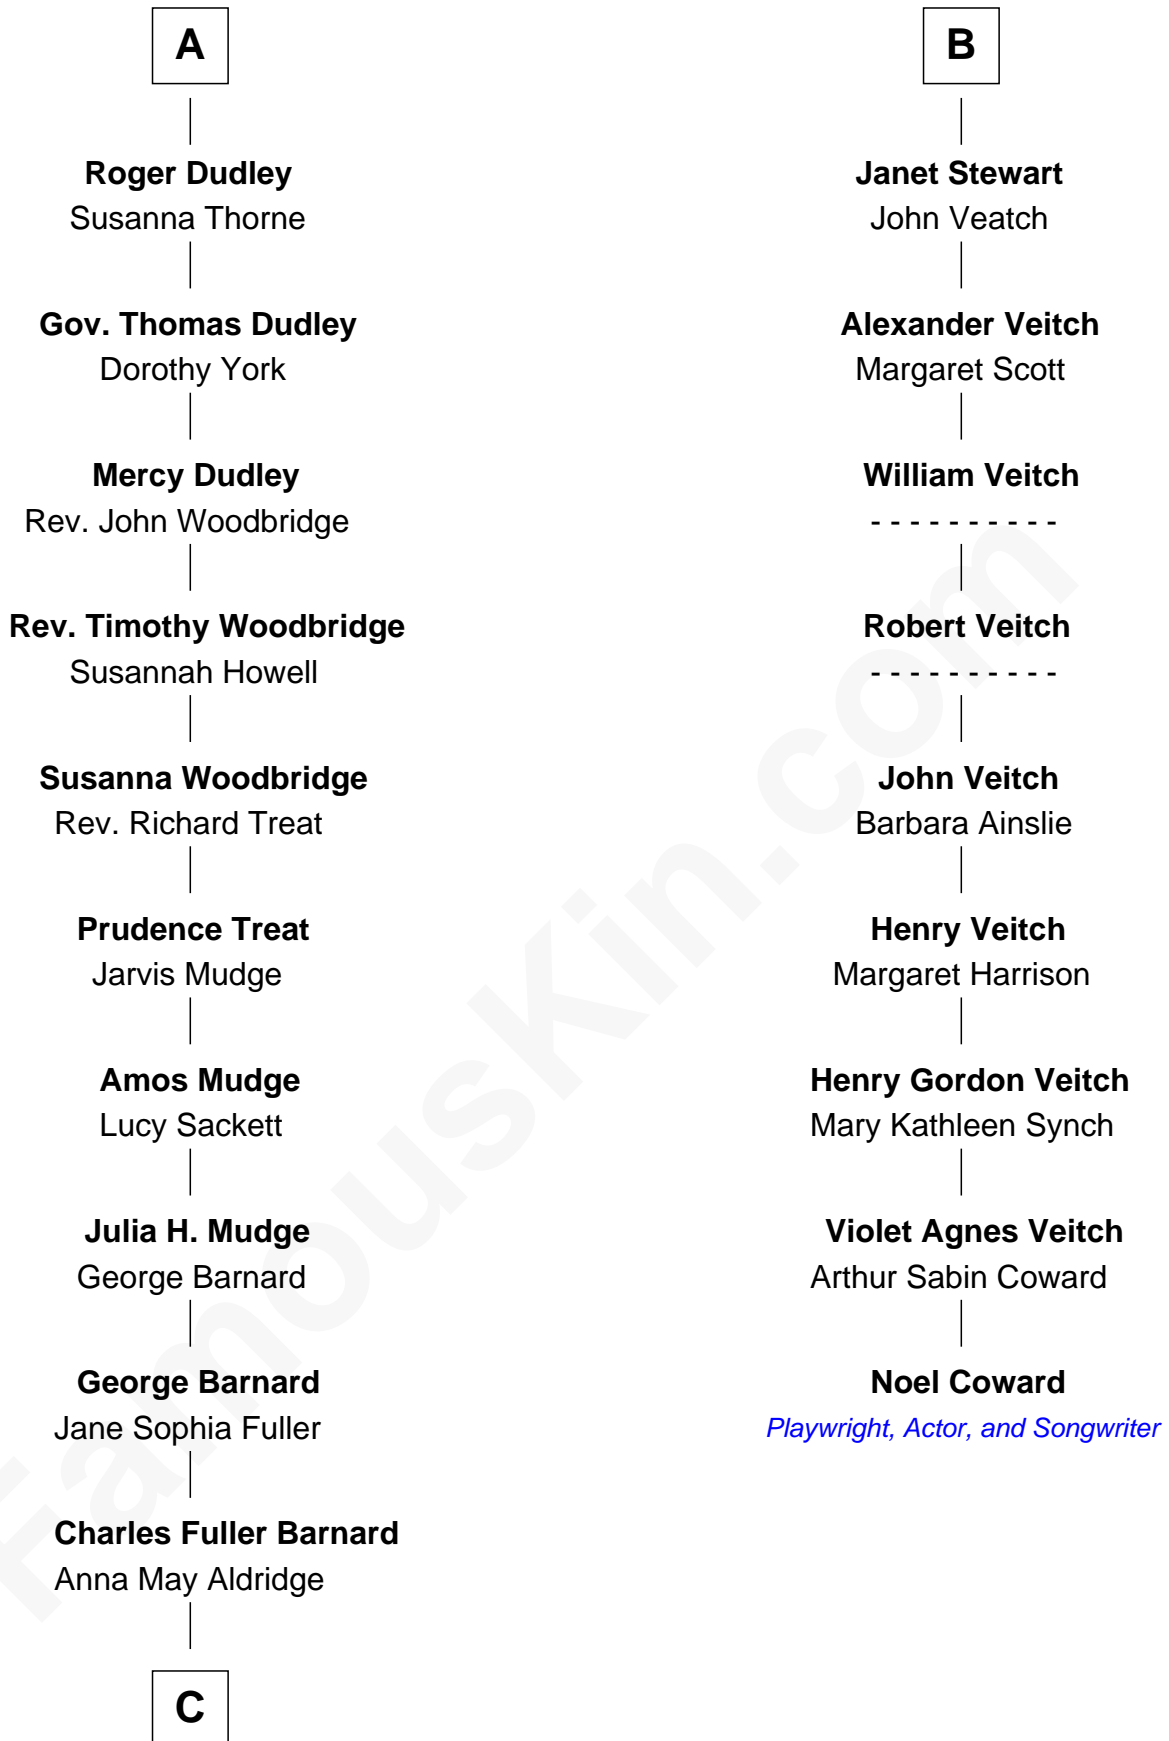 A
Roger Dudley
Susanna Thorne
Gov. Thomas Dudley
Dorothy York
Mercy Dudley
Rev. John Woodbridge
Rev. Timothy Woodbridge
Susannah Howell
Susanna Woodbridge
Rev. Richard Treat
Prudence Treat
Jarvis Mudge
Amos Mudge
Lucy Sackett
Julia H. Mudge
George Barnard
George Barnard
Jane Sophia Fuller
Charles Fuller Barnard
Anna May Aldridge
C
B
Janet Stewart
John Veatch
Alexander Veitch
Margaret Scott
William Veitch
- - - - - - - - - -
Robert Veitch
- - - - - - - - - -
John Veitch
Barbara Ainslie
Henry Veitch
Margaret Harrison
Henry Gordon Veitch
Mary Kathleen Synch
Violet Agnes Veitch
Arthur Sabin Coward
Noel Coward
Playwright, Actor, and Songwriter
FamousKin.com